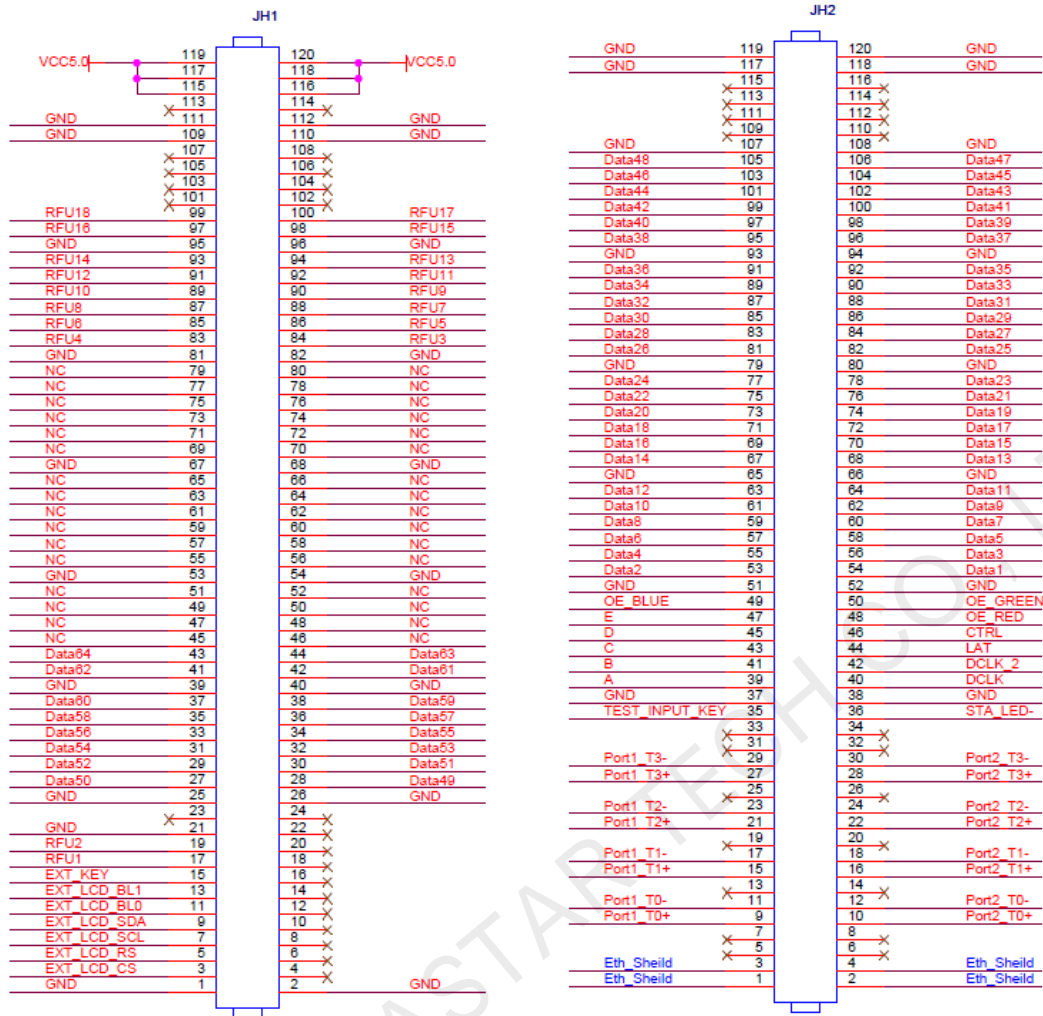 JH1
VCC5.0 119 120 VCC5.0
117 118
115 116
113 114
GND 111 112 GND
GND 109 110 GND
107 108
105 106
103 104
101 102
RFU18 99 100 RFU17
RFU16 97 98 RFU15
GND 95 96 GND
RFU14 93 94 RFU13
RFU12 91 92 RFU11
RFU10 89 90 RFU9
RFU8 87 88 RFU7
RFU6 85 86 RFU5
RFU4 83 84 RFU3
GND 81 82 GND
NC 79 80 NC
NC 77 78 NC
NC 75 76 NC
NC 73 74 NC
NC 71 72 NC
NC 69 70 NC
GND 67 68 GND
NC 65 66 NC
NC 63 64 NC
NC 61 62 NC
NC 59 60 NC
NC 57 58 NC
NC 55 56 NC
GND 53 54 GND
NC 51 52 NC
NC 49 50 NC
NC 47 48 NC
NC 45 46 NC
Data64 43 44 Data63
Data62 41 42 Data61
GND 39 40 GND
Data60 37 38 Data59
Data58 35 36 Data57
Data56 33 34 Data55
Data54 31 32 Data53
Data52 29 30 Data51
Data50 27 28 Data49
GND 25 26 GND
23 24
GND 21 22
RFU2 19 20
RFU1 17 18
EXT_KEY 15 16
EXT_LCD_BL1 13 14
EXT_LCD_BL0 11 12
EXT_LCD_SDA 9 10
EXT_LCD_SCL 7 8
EXT_LCD_RS 5 6
EXT_LCD_CS 3 4
GND 1 2 GND
JH2
GND 119 120 GND
GND 117 118 GND
115 116
113 114
111 112
109 110
GND 107 108 GND
Data48 105 106 Data47
Data46 103 104 Data45
Data44 101 102 Data43
Data42 99 100 Data41
Data40 97 98 Data39
Data38 95 96 Data37
GND 93 94 GND
Data36 91 92 Data35
Data34 89 90 Data33
Data32 87 88 Data31
Data30 85 86 Data29
Data28 83 84 Data27
Data26 81 82 Data25
GND 79 80 GND
Data24 77 78 Data23
Data22 75 76 Data21
Data20 73 74 Data19
Data18 71 72 Data17
Data16 69 70 Data15
Data14 67 68 Data13
GND 65 66 GND
Data12 63 64 Data11
Data10 61 62 Data9
Data8 59 60 Data7
Data6 57 58 Data5
Data4 55 56 Data3
Data2 53 54 Data1
GND 51 52 GND
OE_BLUE 49 50 OE_GREEN
E 47 48 OE_RED
D 45 46 CTRL
C 43 44 LAT
B 41 42 DCLK_2
A 39 40 DCLK
GND 37 38 GND
TEST_INPUT_KEY 35 36 STA_LED-
33 34
31 32
Port1_T3- 29 30 Port2_T3-
Port1_T3+ 27 28 Port2_T3+
25 26
Port1_T2- 23 24 Port2_T2-
Port1_T2+ 21 22 Port2_T2+
19 20
Port1_T1- 17 18 Port2_T1-
Port1_T1+ 15 16 Port2_T1+
13 14
Port1_T0- 11 12 Port2_T0-
Port1_T0+ 9 10 Port2_T0+
7 8
5 6
Eth_Sheild 3 4 Eth_Sheild
Eth_Sheild 1 2 Eth_Sheild
ASTAR TECH CO.,